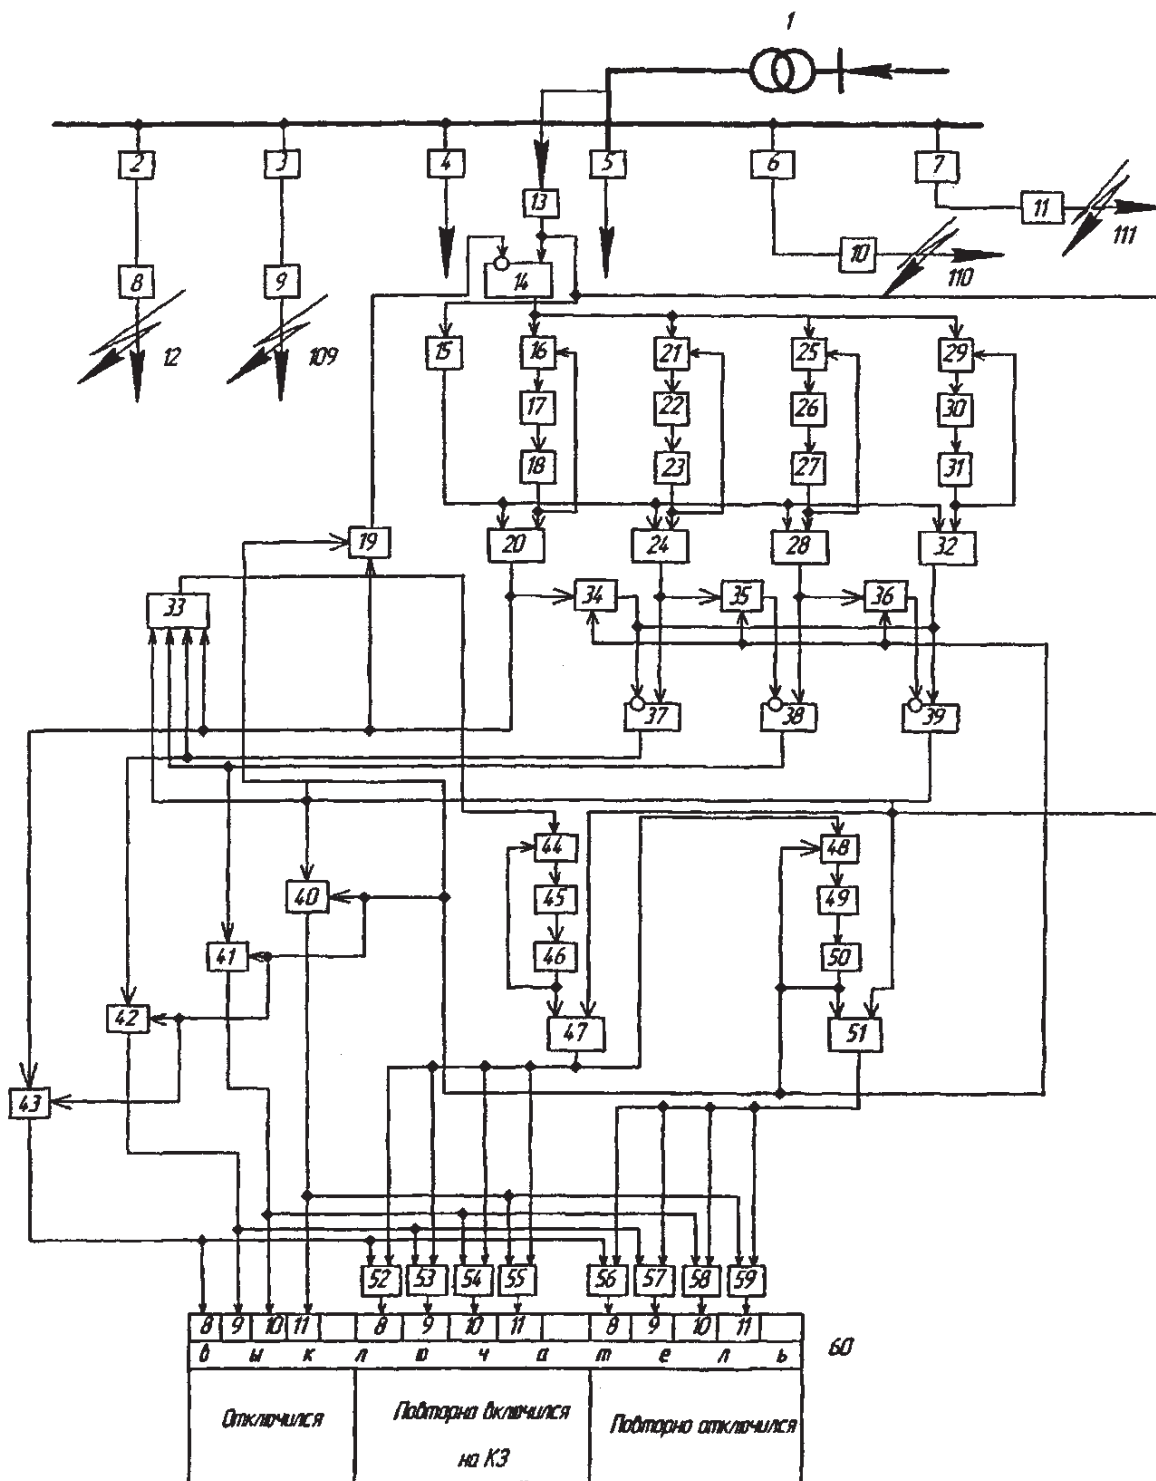 1
2 3 4 5 6 7
13 11
111
8 9 14 10 110
12 109 15 16 21 25 29
17 22 26 30
18 23 27 31
19 20 24 28 32
33 34 35 36
37 38 39
44 48
40 45 49
41 46 50
42 47 51
43
52 53 54 55 56 57 58 59
8 9 10 11 8 9 10 11 8 9 10 11
в ы к л ю ч а т е л ь 60
Отключился
Повторно включился
на КЗ
Повторно отключился